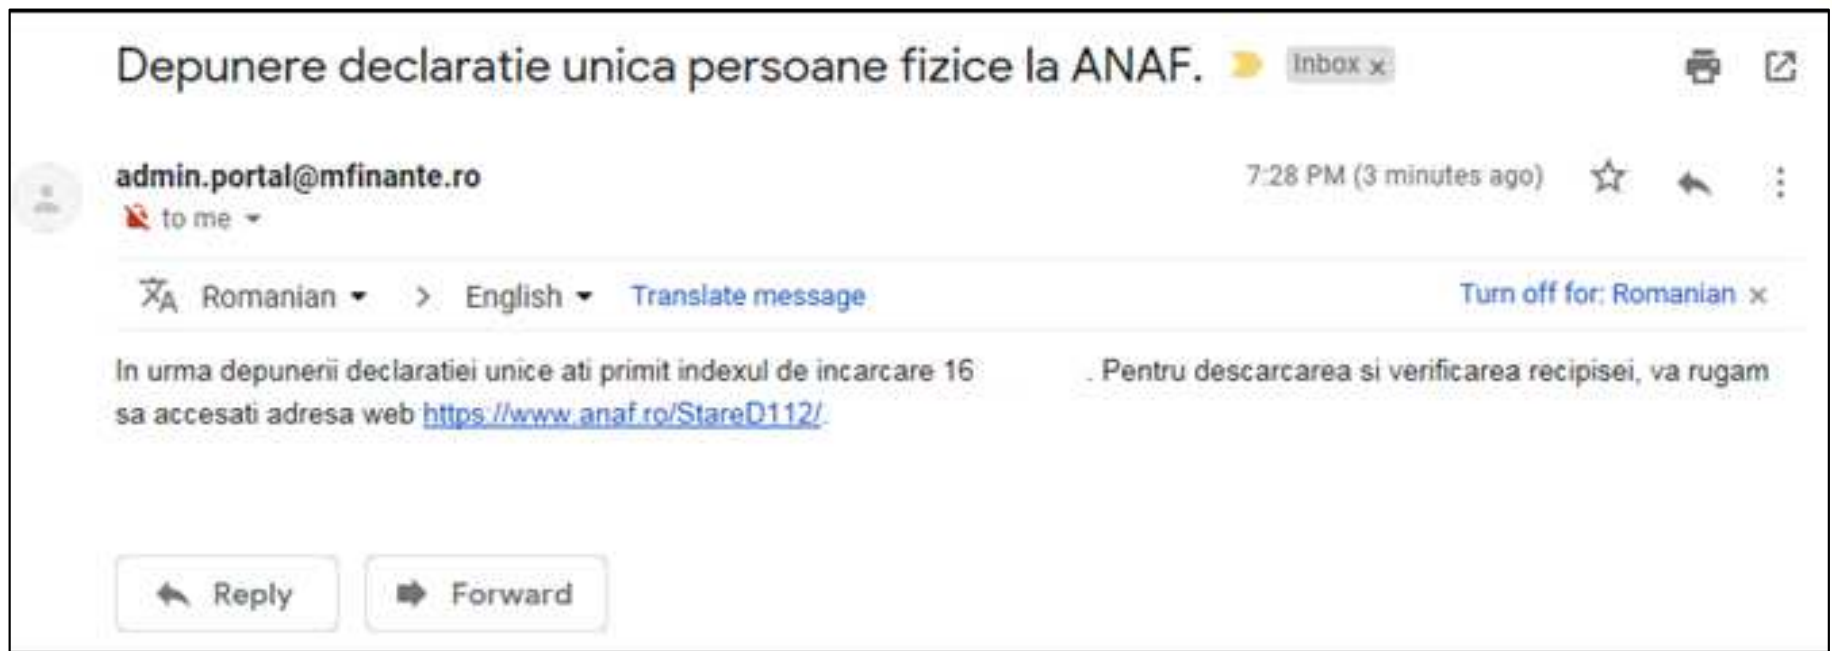 Depunere declaratie unica persoane fizice la ANAF. Inbox x
admin.portal@mfinante.ro 7:28 PM (3 minutes ago)
to me
Romanian > English Translate message Turn off for: Romanian x
In urma depunerii declaratiei unice ati primit indexul de incarcare 16 . Pentru descarcarea si verificarea recipisei, va rugam
sa accesati adresa web https://www.anaf.ro/StareD112/.
Reply Forward